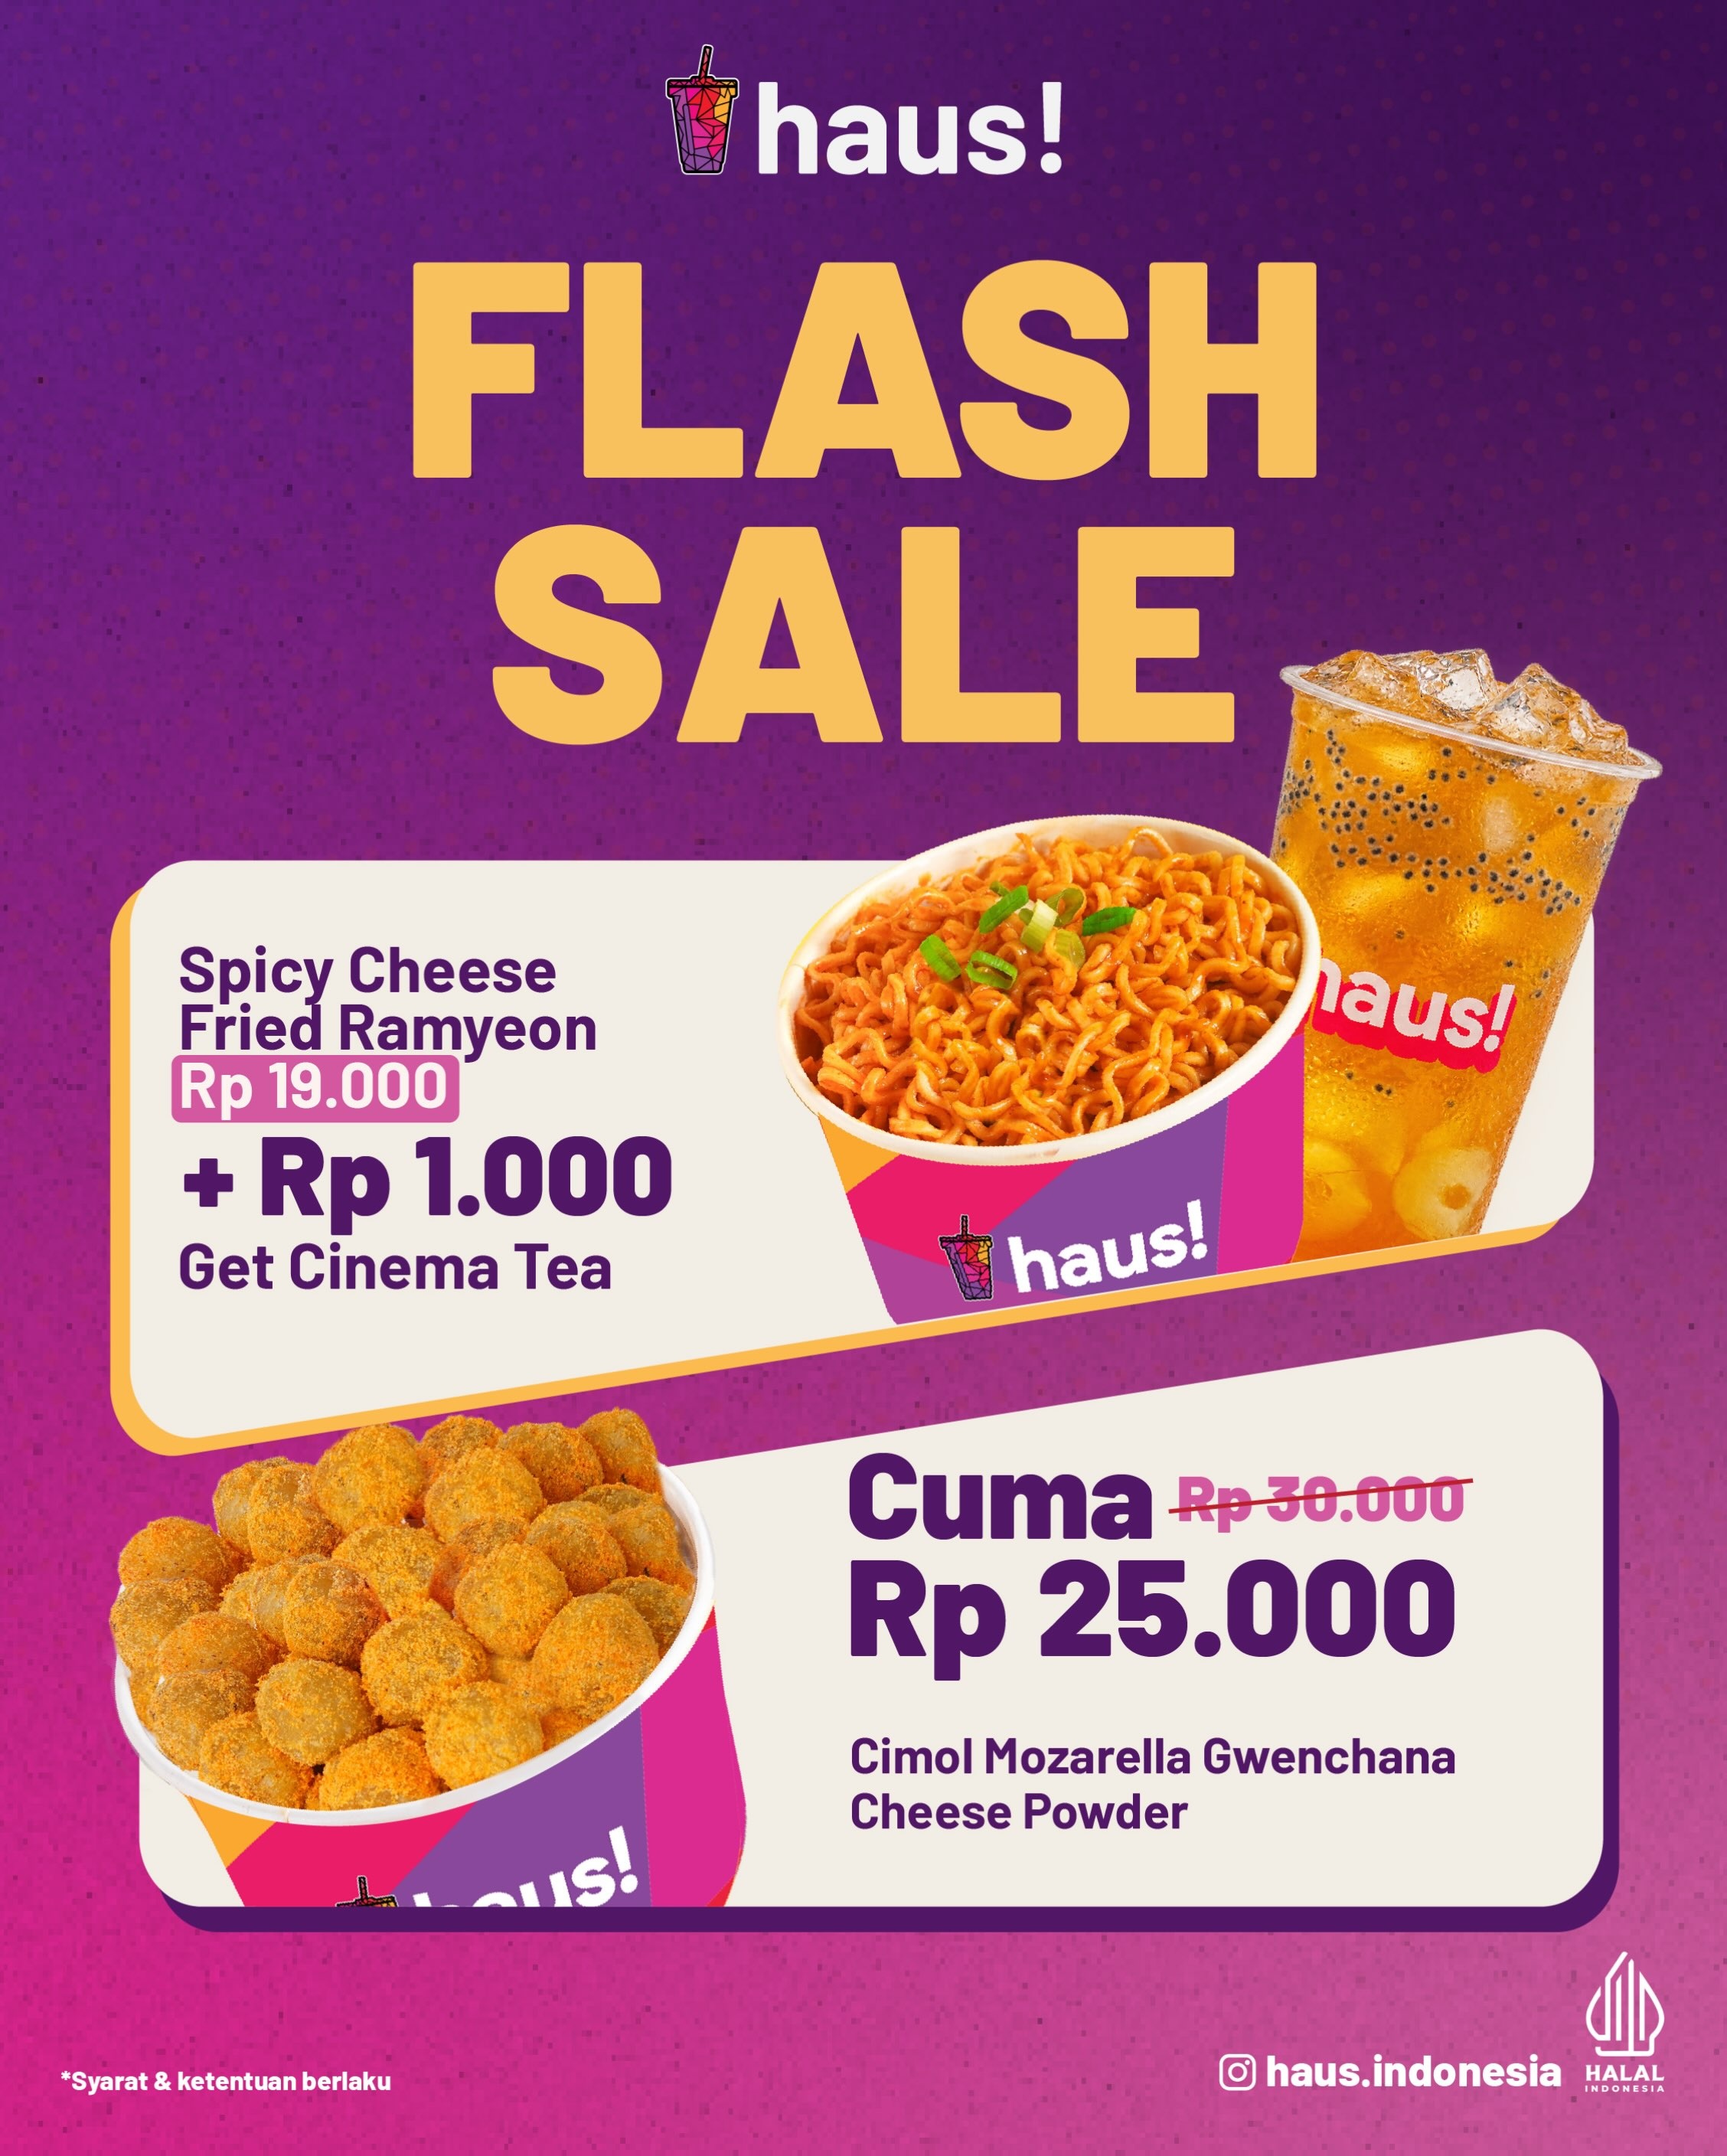 haus!
FLASH
SALE
Spicy Cheese
Fried Ramyeon
Rp 19.000
+ Rp 1.000
Get Cinema Tea
haus!
haus!
Cuma Rp 30.000
Rp 25.000
Cimol Mozarella Gwenchana
Cheese Powder
haus!
*Syarat & ketentuan berlaku
haus.indonesia
HALAL
INDONESIA